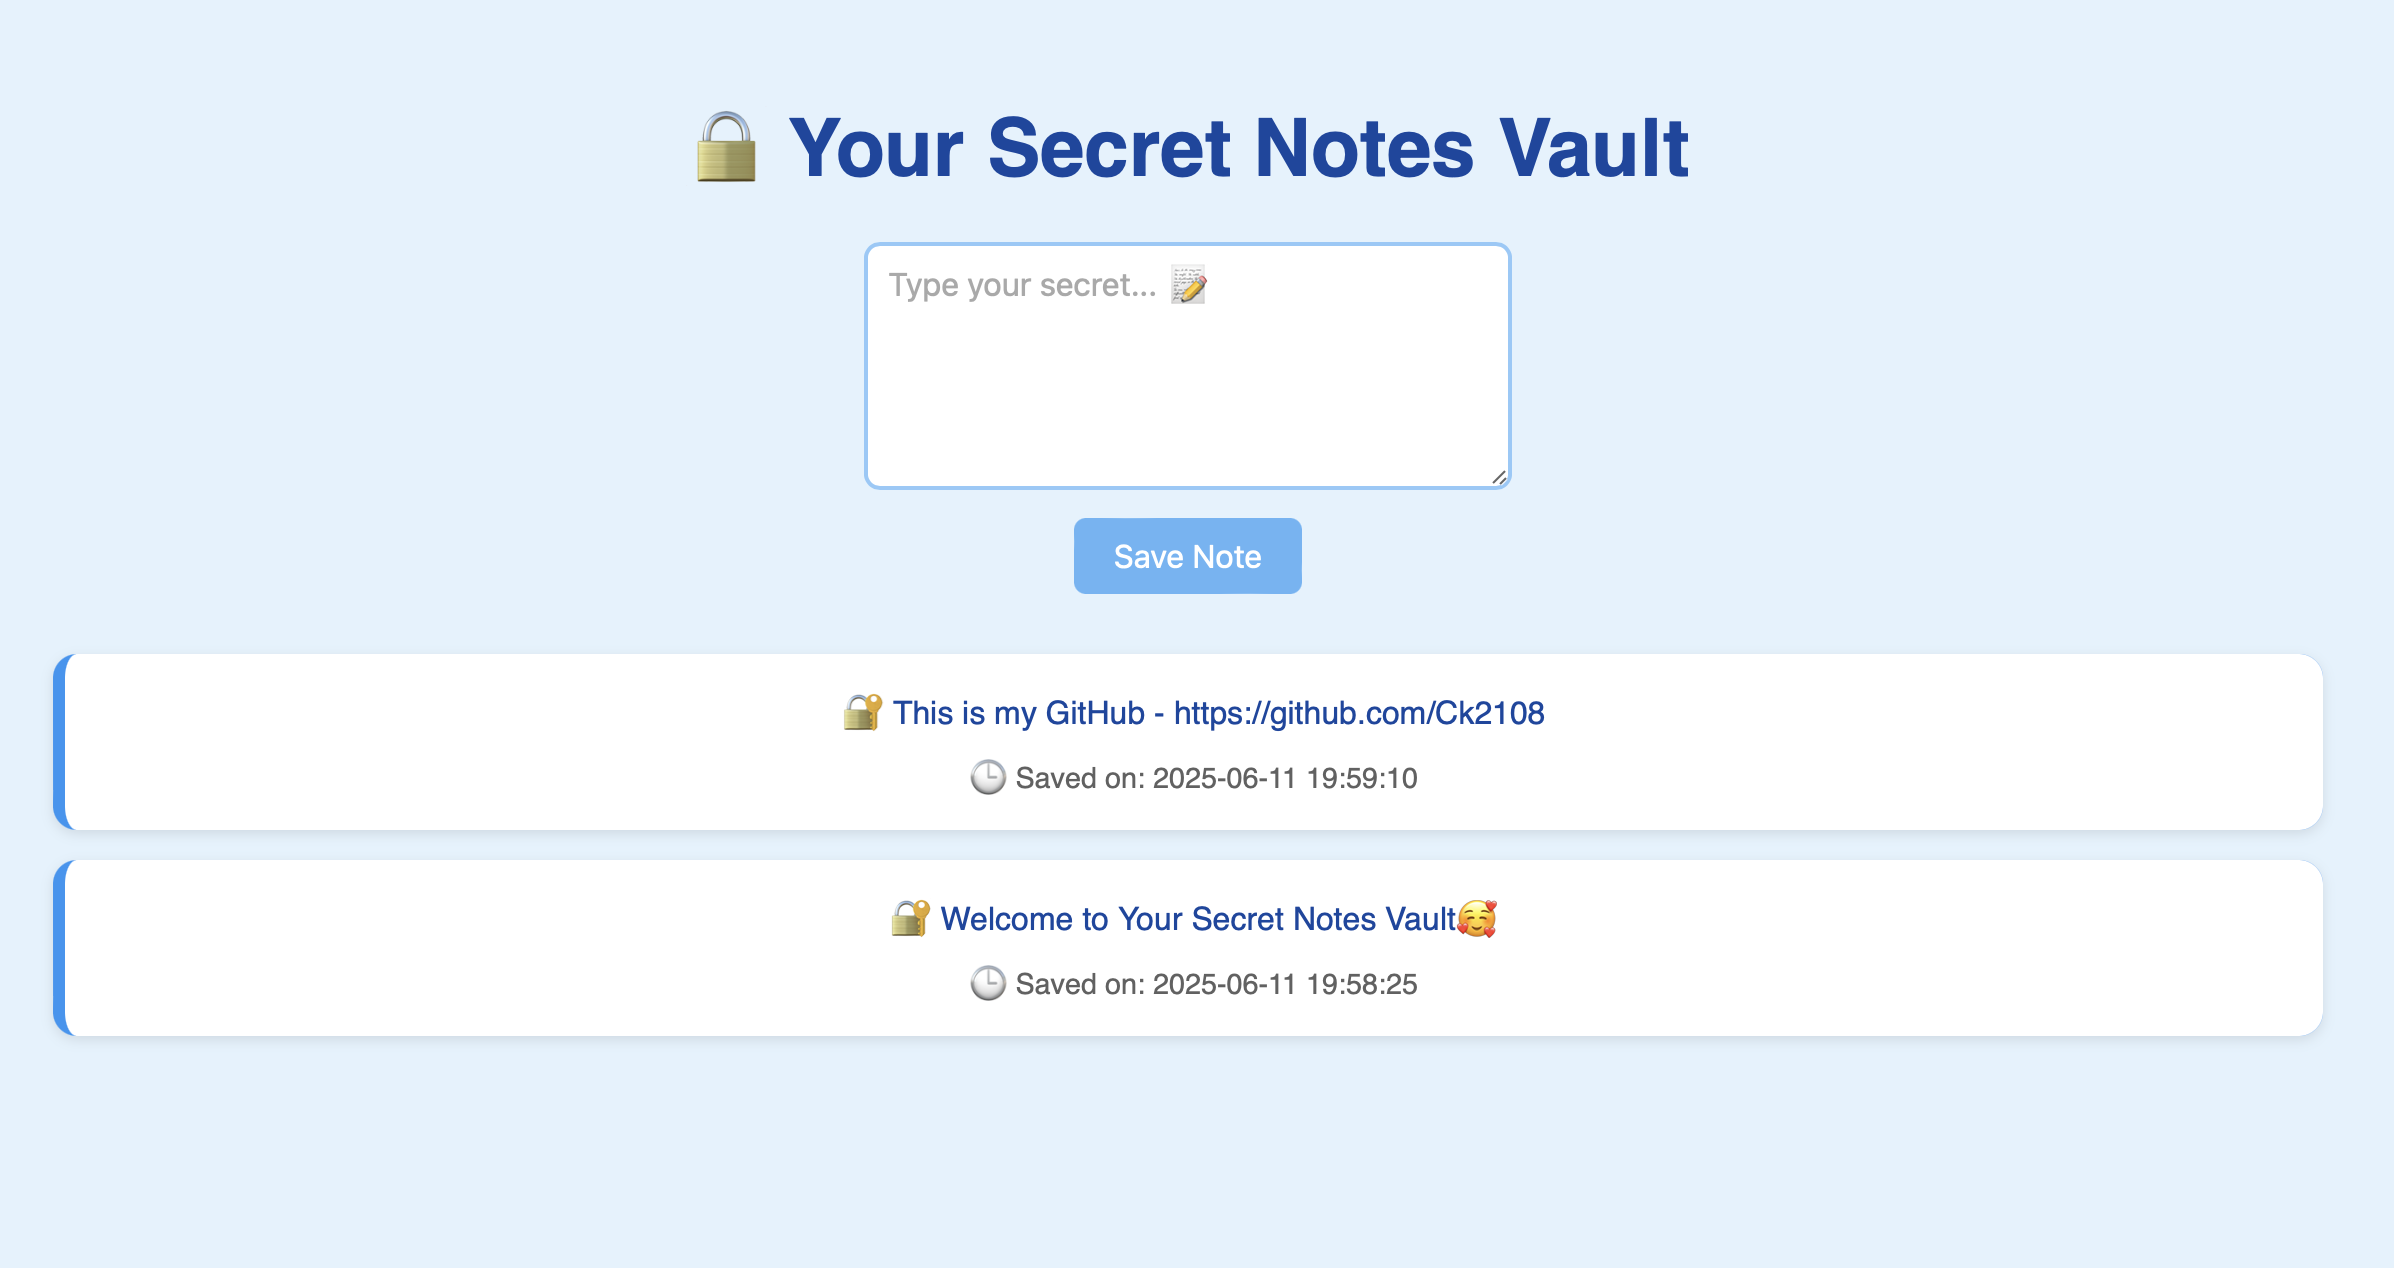 🔒 Your Secret Notes Vault
Type your secret... 📝
Save Note
🔐 This is my GitHub - https://github.com/Ck2108
🕒 Saved on: 2025-06-11 19:59:10
🔐 Welcome to Your Secret Notes Vault🥰
🕒 Saved on: 2025-06-11 19:58:25